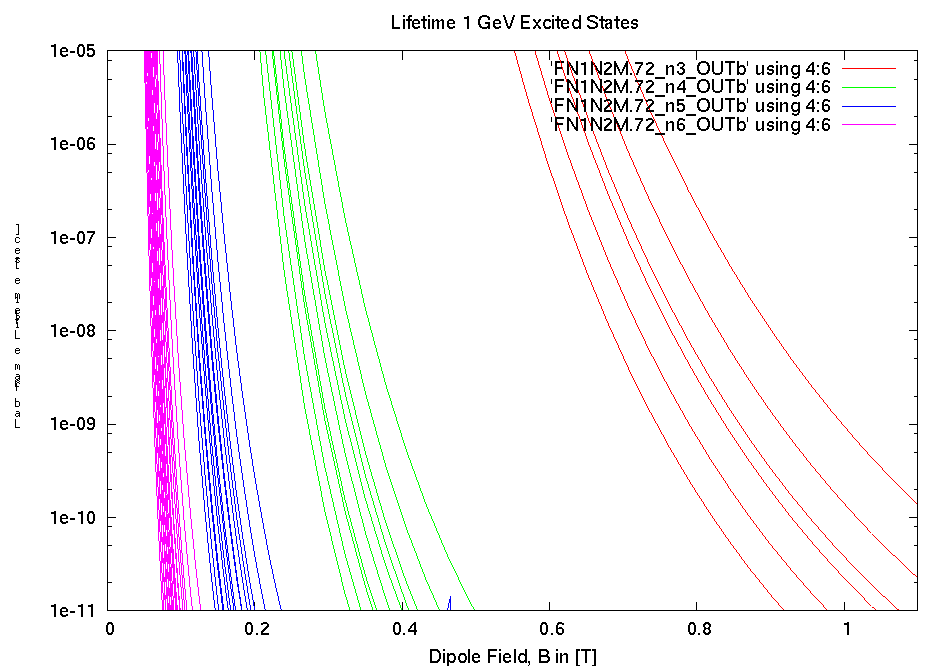 Lifetime 1 GeV Excited States
1e-05
1e-06
1e-07
1e-08
1e-09
1e-10
1e-11
0
0.2
0.4
0.6
0.8
1
'FN1N2M.72_n3_OUTb' using 4:6
'FN1N2M.72_n4_OUTb' using 4:6
'FN1N2M.72_n5_OUTb' using 4:6
'FN1N2M.72_n6_OUTb' using 4:6
Dipole Field, B in [T]